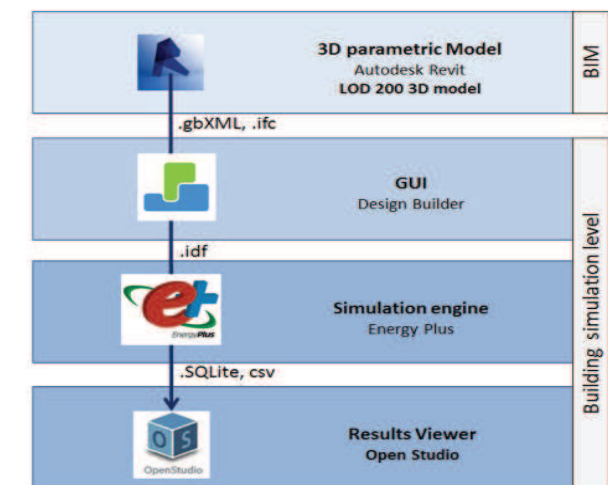 3D parametric Model
Autodesk Revit
LOD 200 3D model
BIM
.gbXML, .ifc
GUI
Design Builder
.idf
Simulation engine
Energy Plus
e+
EnergyPlus
.SQLite, csv
Results Viewer
Open Studio
OS
OpenStudio
Building simulation level